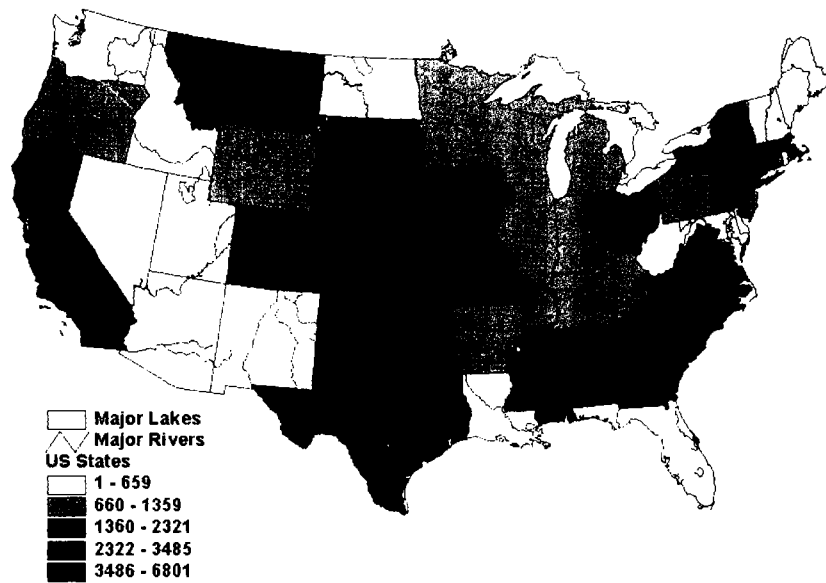 Major Lakes
Major Rivers
US States
1 - 659
660 - 1359
1360 - 2321
2322 - 3485
3486 - 6801